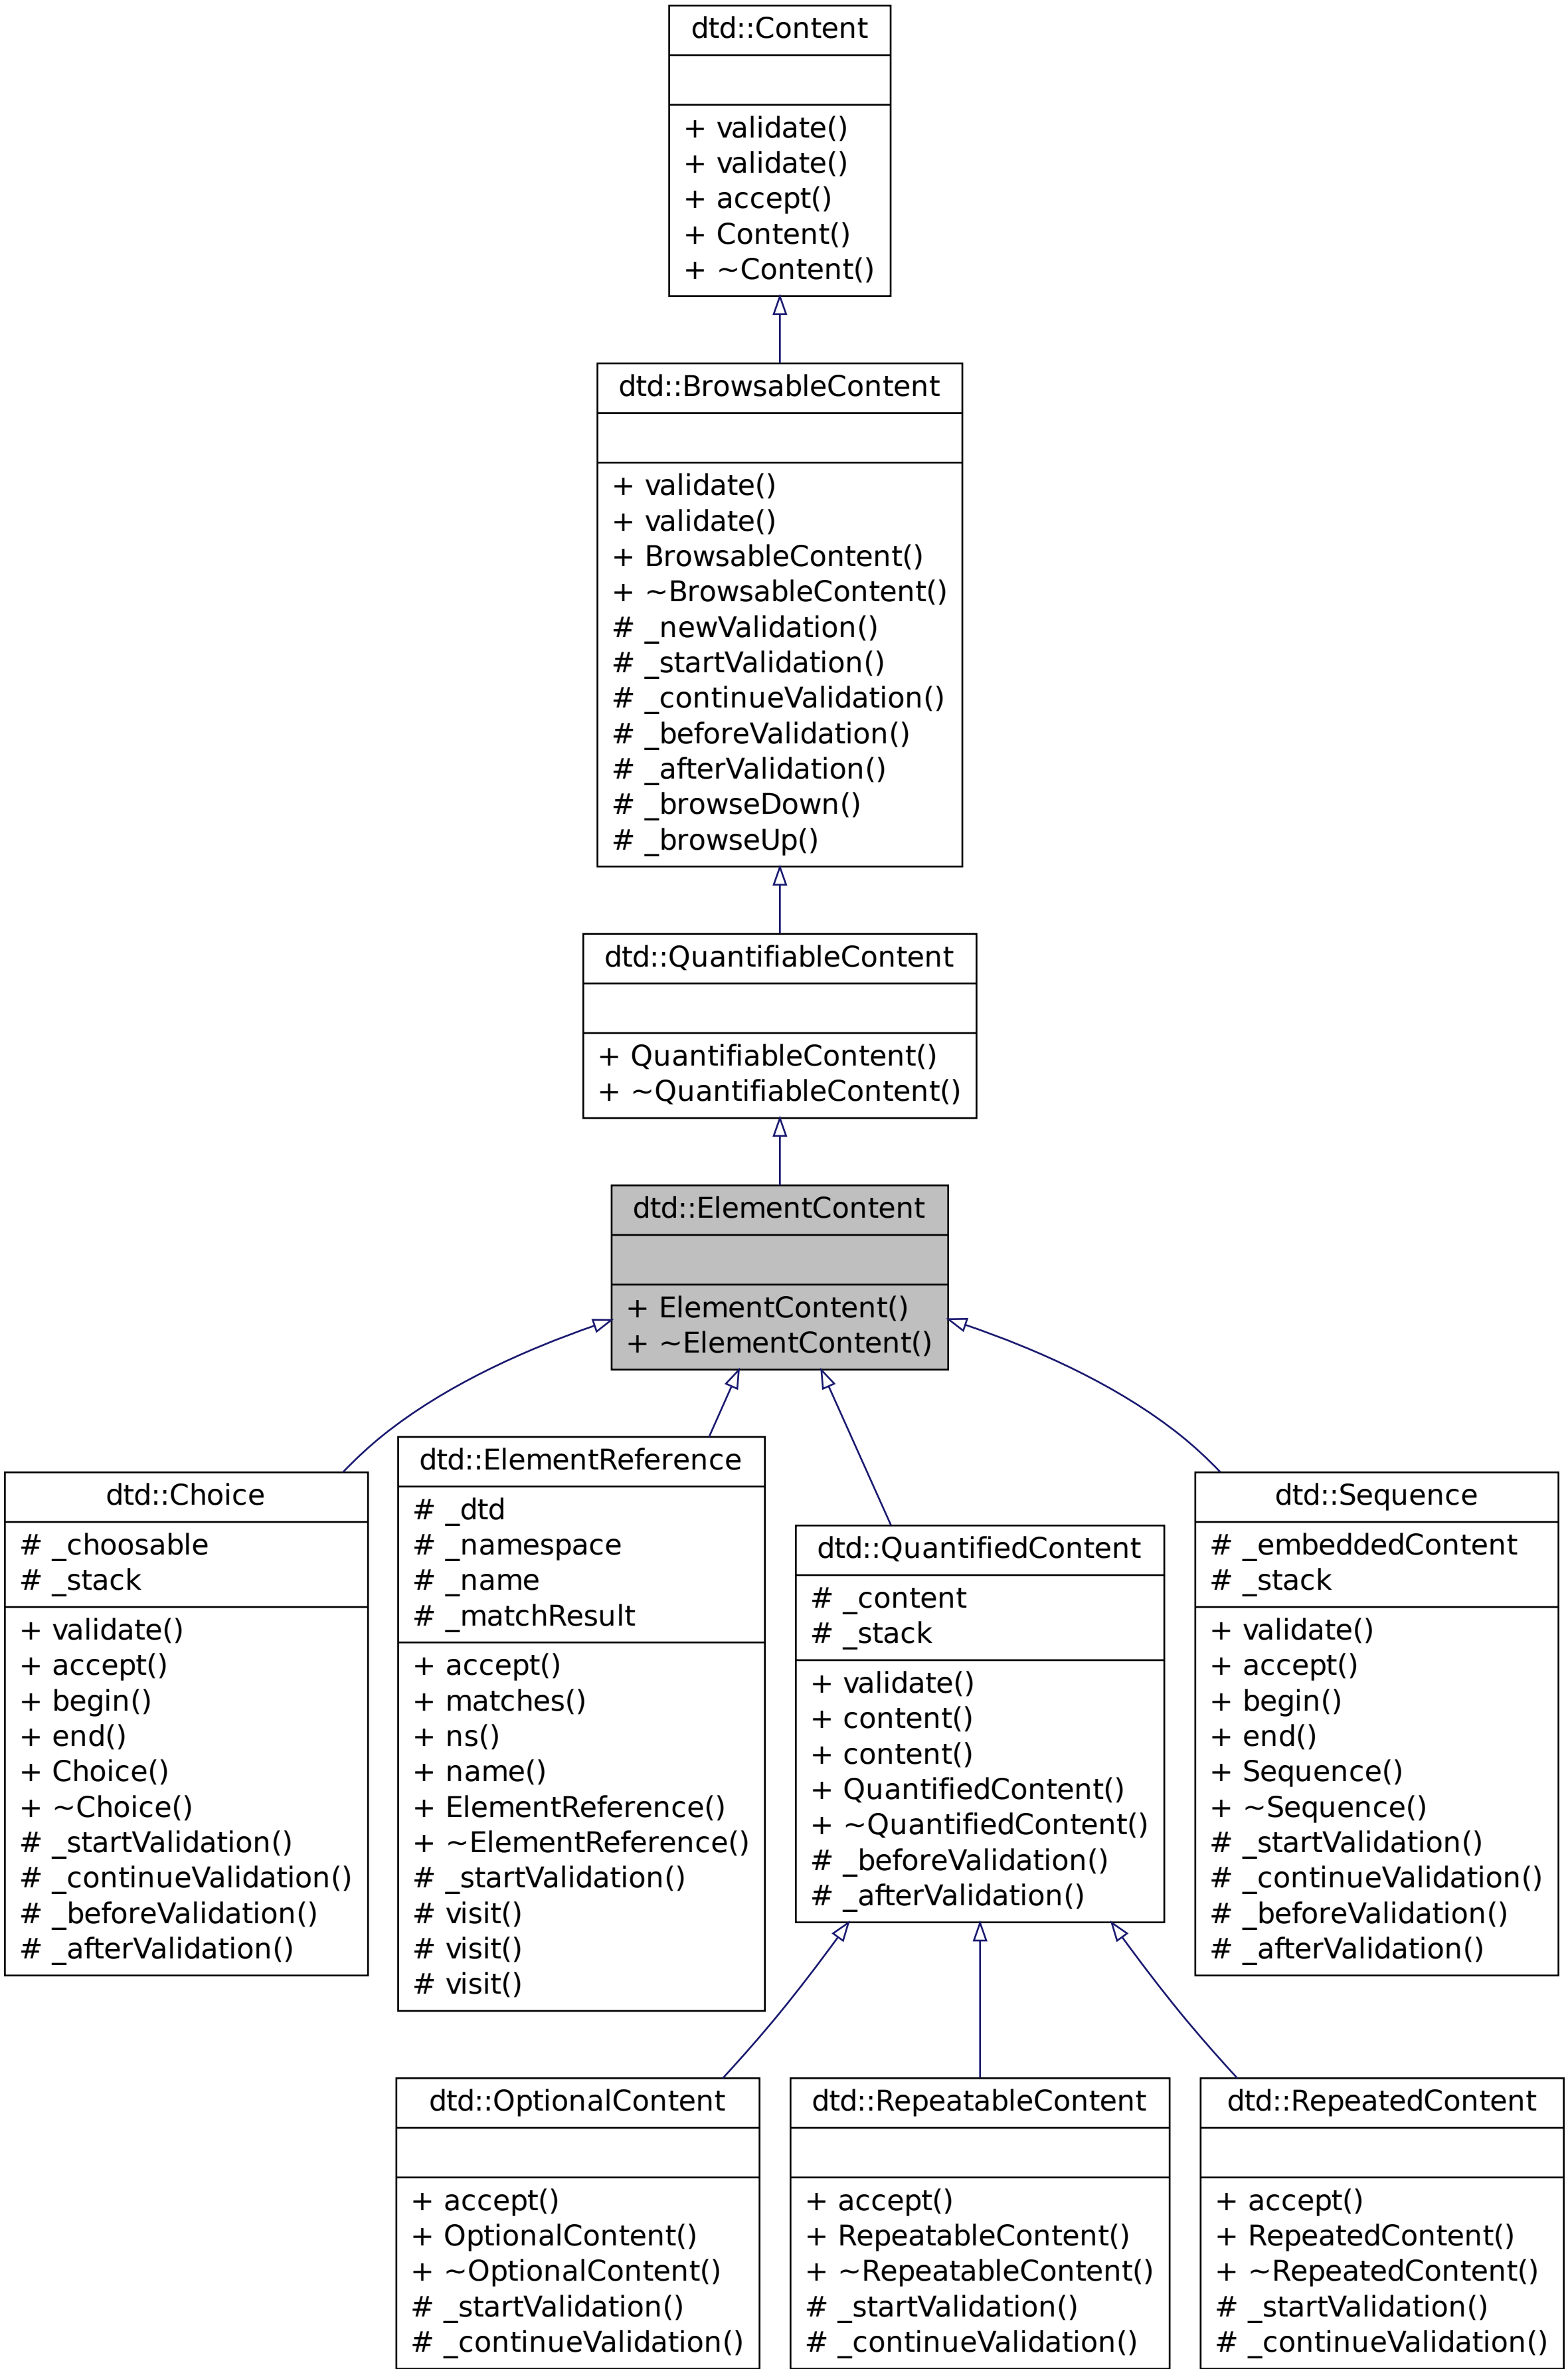 dtd::Content
+ validate()
+ validate()
+ accept()
+ Content()
+ ~Content()
dtd::BrowsableContent
+ validate()
+ validate()
+ BrowsableContent()
+ ~BrowsableContent()
# _newValidation()
# _startValidation()
# _continueValidation()
# _beforeValidation()
# _afterValidation()
# _browseDown()
# _browseUp()
dtd::QuantifiableContent
+ QuantifiableContent()
+ ~QuantifiableContent()
dtd::ElementContent
+ ElementContent()
+ ~ElementContent()
dtd::Choice
# _choosable
# _stack
+ validate()
+ accept()
+ begin()
+ end()
+ Choice()
+ ~Choice()
# _startValidation()
# _continueValidation()
# _beforeValidation()
# _afterValidation()
dtd::ElementReference
# _dtd
# _namespace
# _name
# _matchResult
+ accept()
+ matches()
+ ns()
+ name()
+ ElementReference()
+ ~ElementReference()
# _startValidation()
# visit()
# visit()
# visit()
dtd::QuantifiedContent
# _content
# _stack
+ validate()
+ content()
+ content()
+ QuantifiedContent()
+ ~QuantifiedContent()
# _beforeValidation()
# _afterValidation()
dtd::Sequence
# _embeddedContent
# _stack
+ validate()
+ accept()
+ begin()
+ end()
+ Sequence()
+ ~Sequence()
# _startValidation()
# _continueValidation()
# _beforeValidation()
# _afterValidation()
dtd::OptionalContent
+ accept()
+ OptionalContent()
+ ~OptionalContent()
# _startValidation()
# _continueValidation()
dtd::RepeatableContent
+ accept()
+ RepeatableContent()
+ ~RepeatableContent()
# _startValidation()
# _continueValidation()
dtd::RepeatedContent
+ accept()
+ RepeatedContent()
+ ~RepeatedContent()
# _startValidation()
# _continueValidation()